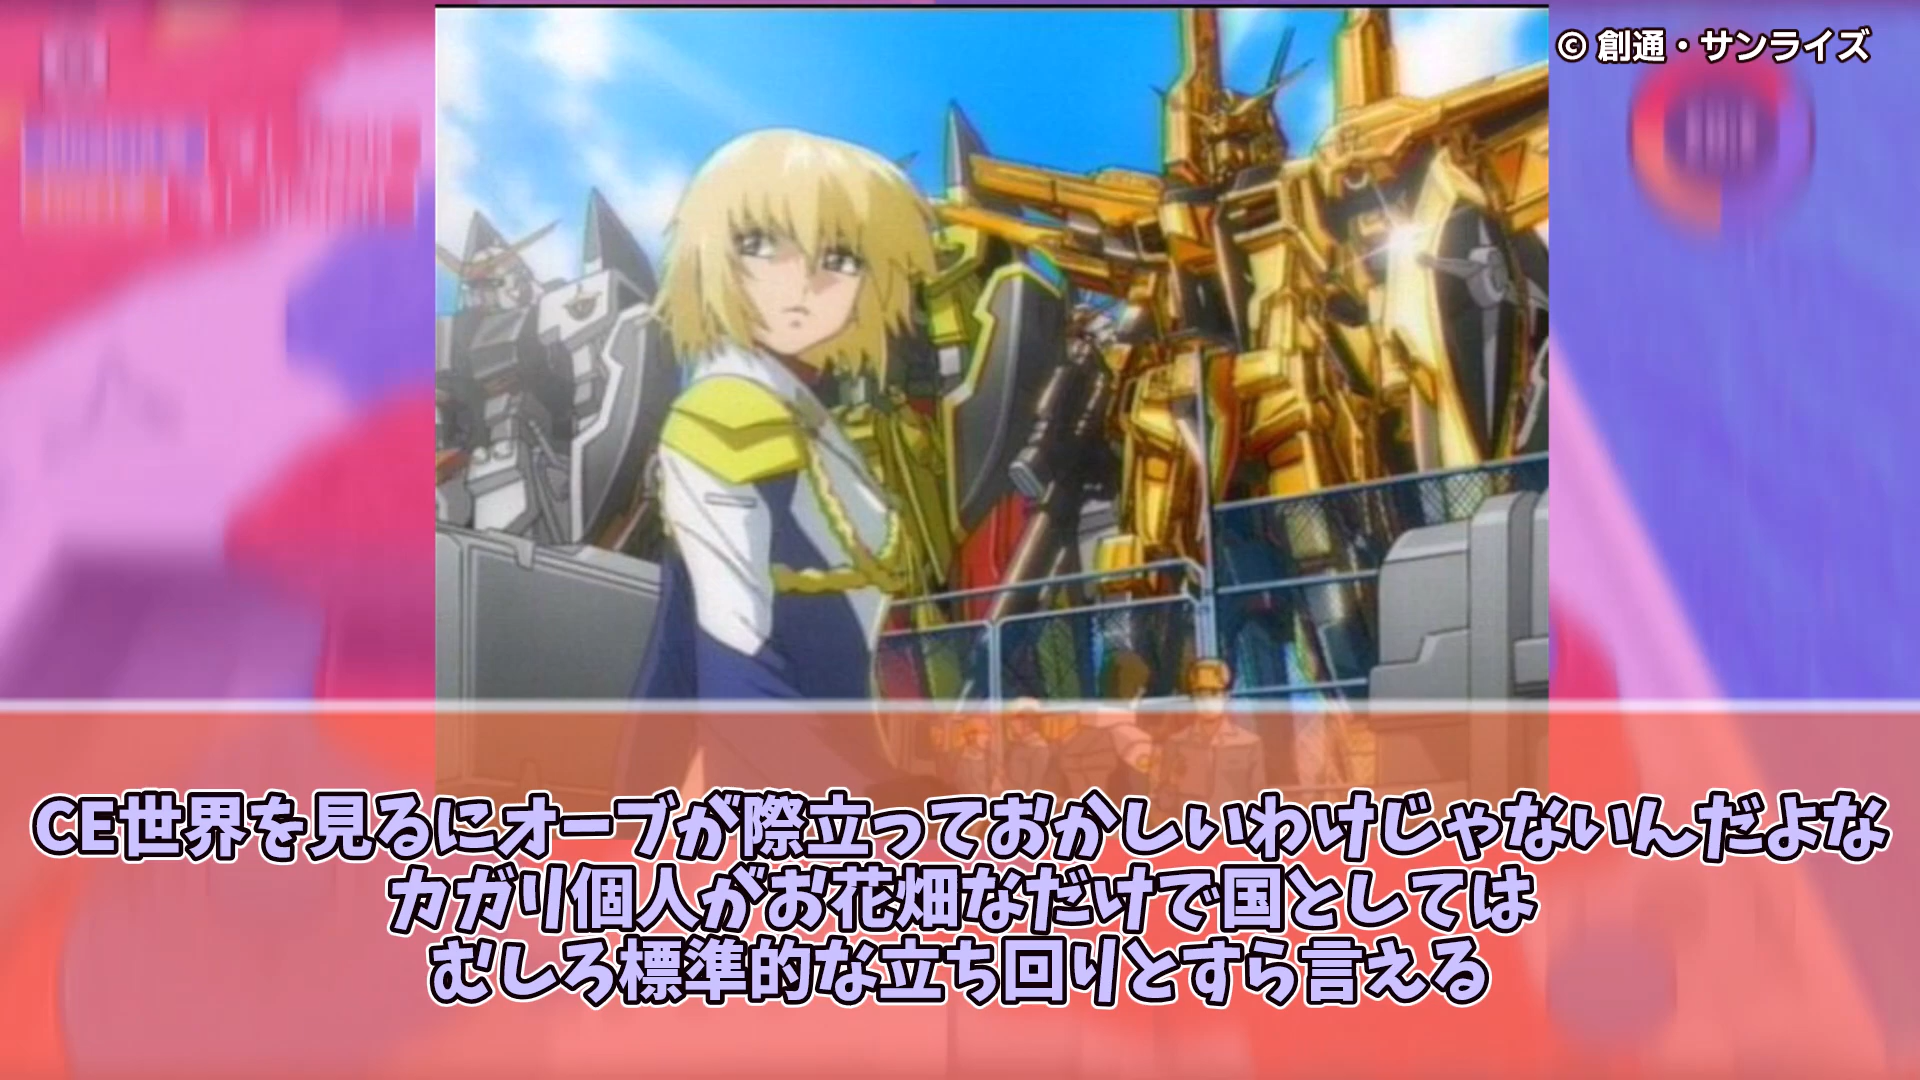 © 創通・サンライズ
CE世界を見るにオーブが際立っておかしいわけじゃないんだよな
カガリ個人がお花畑なだけで国としては
むしろ標準的な立ち回りとすら言える